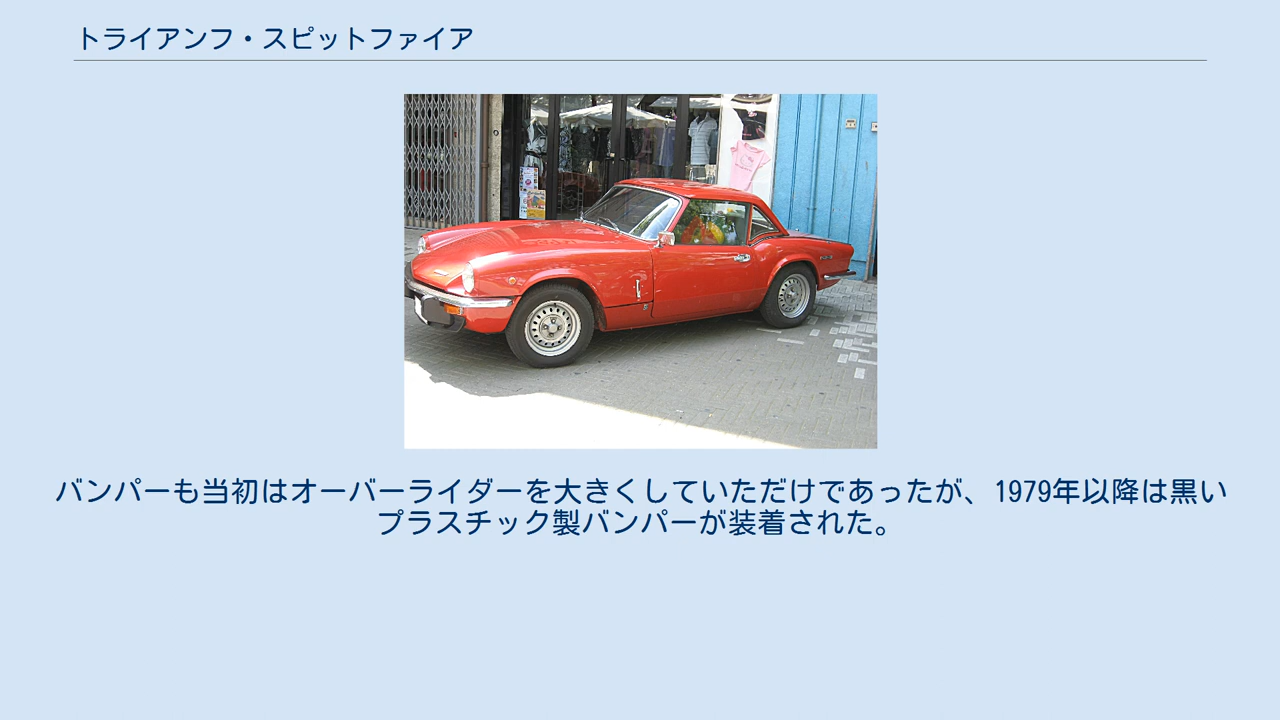 トライアンフ・スピットファイア
バンパーも当初はオーバーライダーを大きくしていただけであったが、1979年以降は黒い
プラスチック製バンパーが装着された。